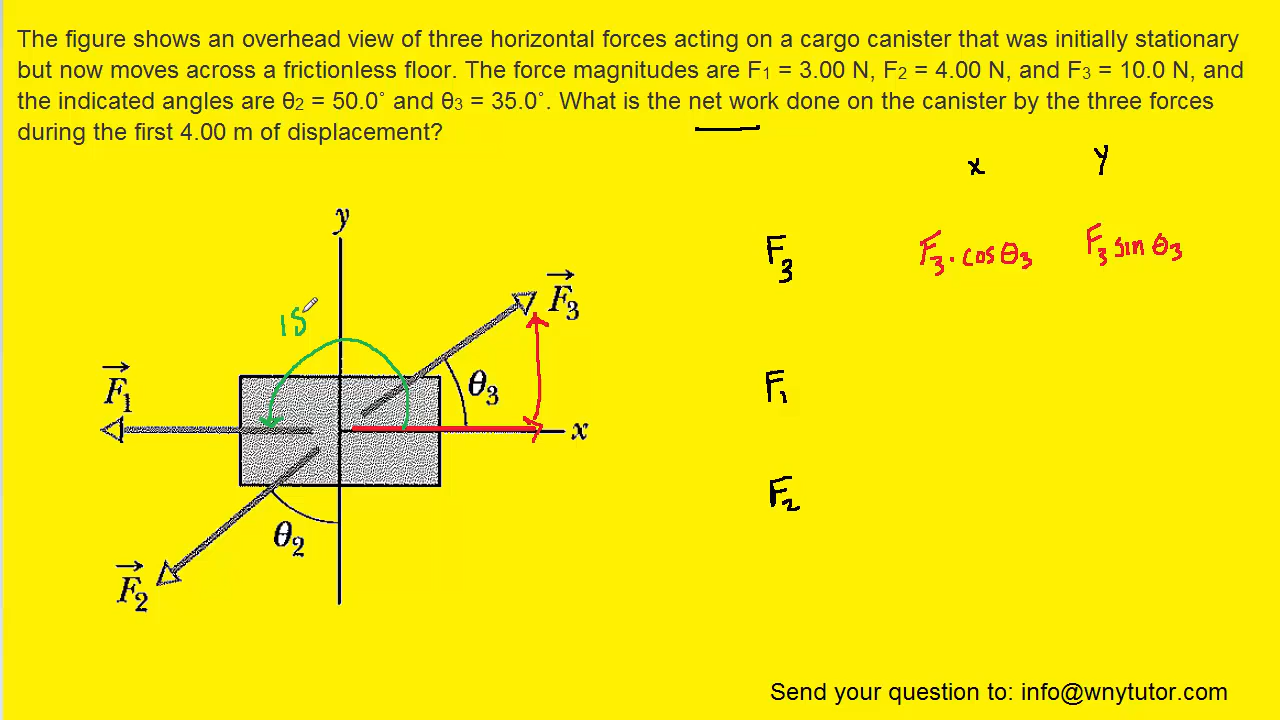 The figure shows an overhead view of three horizontal forces acting on a cargo canister that was initially stationary
but now moves across a frictionless floor. The force magnitudes are F1 = 3.00 N, F2 = 4.00 N, and F3 = 10.0 N, and
the indicated angles are θ2 = 50.0° and θ3 = 35.0°. What is the net work done on the canister by the three forces
during the first 4.00 m of displacement?
x y
y
F3 F3 · cos θ3 F3 sin θ3
F3
18
θ3
F1
F1
x
F2
θ2
F2
Send your question to: info@wnytutor.com